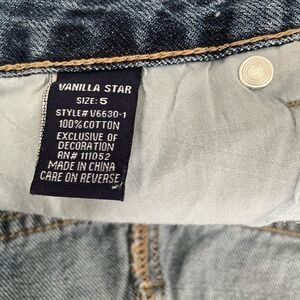 VANILLA STAR
SIZE: 5
STYLE# V6630-1
100% COTTON
EXCLUSIVE OF
DECORATION
RN# 111052
MADE IN CHINA
CARE ON REVERSE